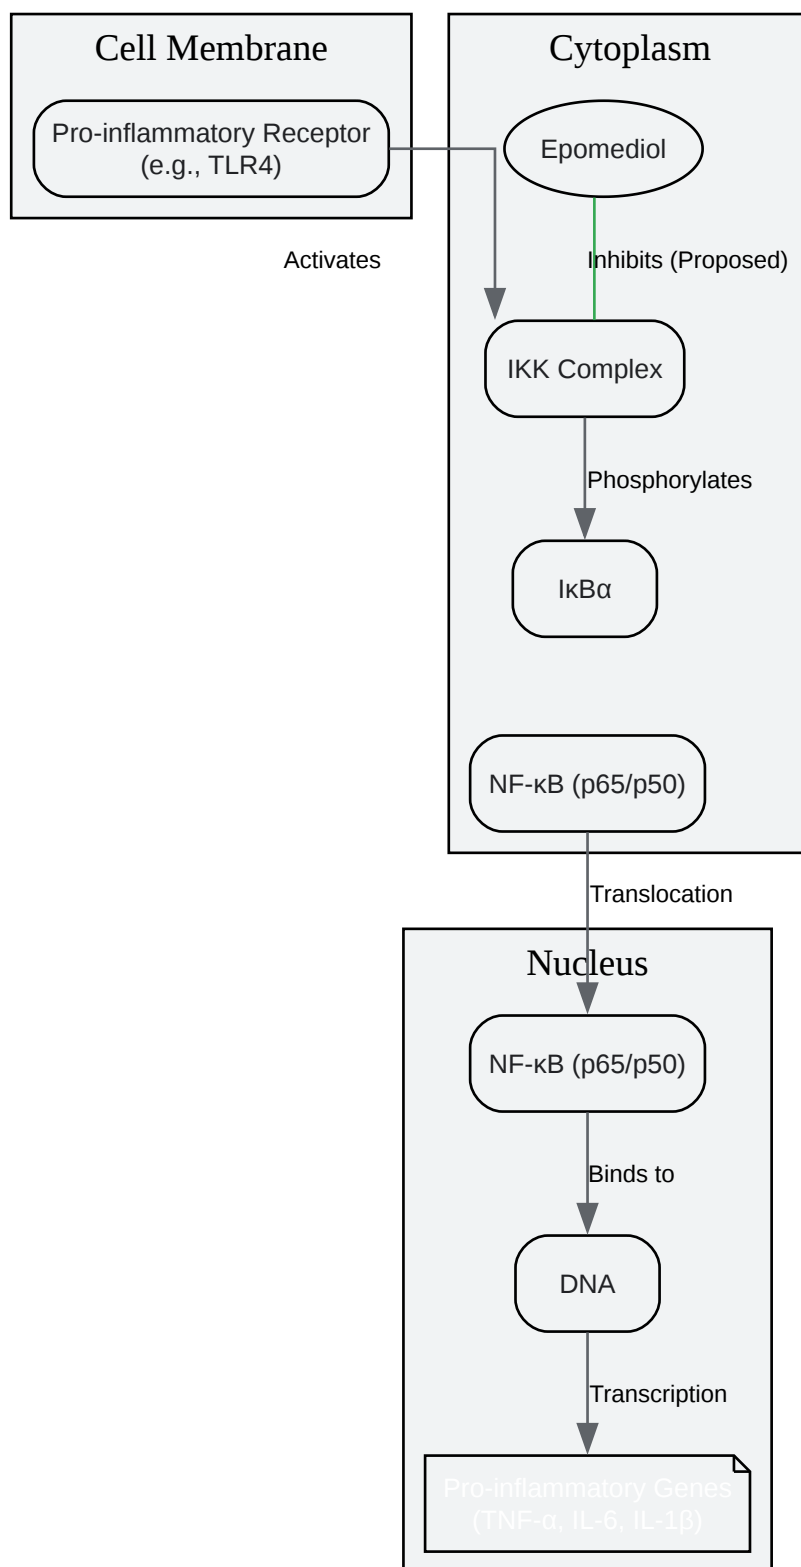 Cell Membrane
Pro-inflammatory Receptor
(e.g., TLR4)
Activates
Cytoplasm
Epomediol
Inhibits (Proposed)
IKK Complex
Phosphorylates
IκBα
NF-κB (p65/p50)
Translocation
Nucleus
NF-κB (p65/p50)
Binds to
DNA
Transcription
Pro-inflammatory Genes
(TNF-α, IL-6, IL-1β)